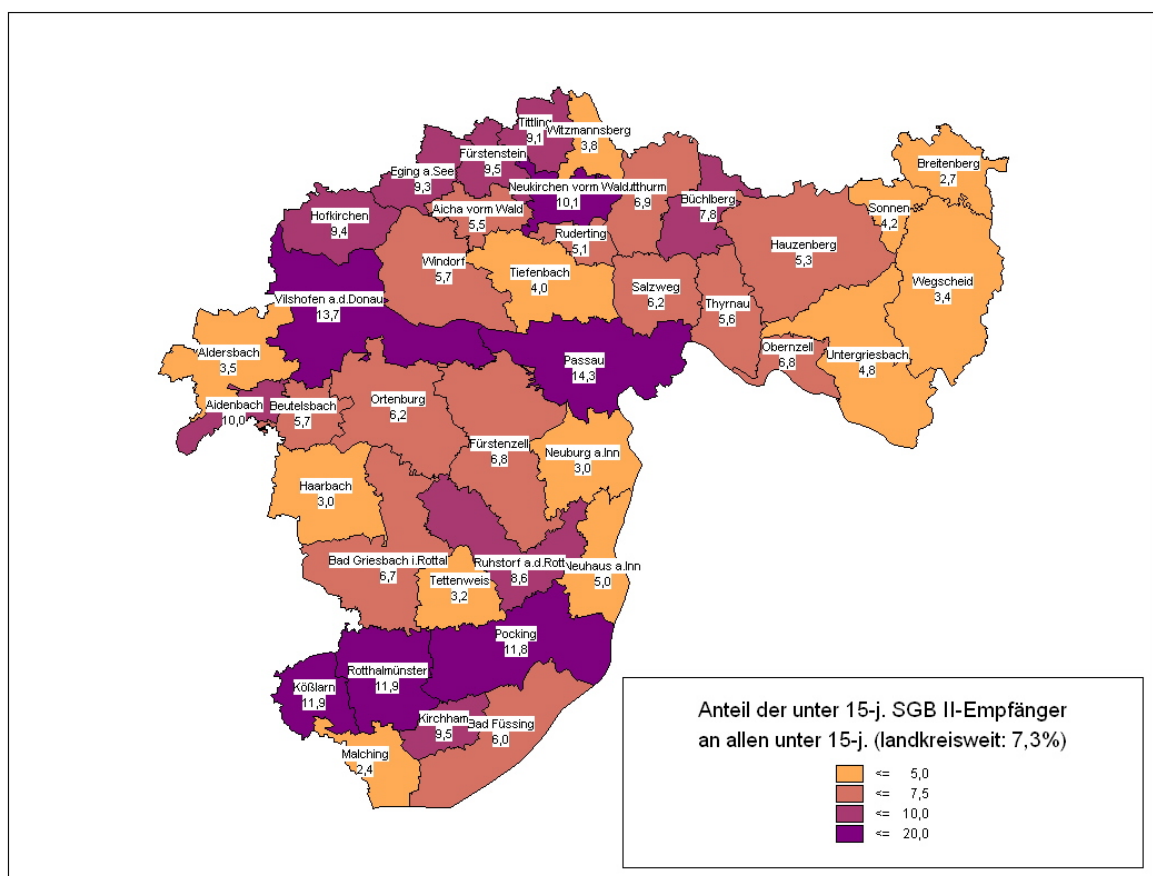 Tittling
9,1
Witzmannsberg
3,8
Fürstenstein
9,5
Eging a.See
9,3
Neukirchen vorm Wald
10,1
utthurm
6,9
Büchlberg
7,8
Breitenberg
2,7
Sonnen
4,2
Hofkirchen
9,4
Aicha vorm Wald
5,5
Ruderting
5,1
Hauzenberg
5,3
Windorf
5,7
Tiefenbach
4,0
Salzweg
6,2
Thyrnau
5,6
Wegscheid
3,4
Vilshofen a.d.Donau
13,7
Aldersbach
3,5
Passau
14,3
Obernzell
6,8
Untergriesbach
4,8
Aidenbach
10,0
Beutelsbach
5,7
Ortenburg
6,2
Fürstenzell
6,8
Neuburg a.Inn
3,0
Haarbach
3,0
Bad Griesbach i.Rottal
6,7
Tettenweis
3,2
Ruhstorf a.d.Rott
8,6
Neuhaus a.Inn
5,0
Pocking
11,8
Rotthalmünster
11,9
Kößlarn
11,9
Kirchham
9,5
Bad Füssing
6,0
Malching
2,4
Anteil der unter 15-j. SGB II-Empfänger
an allen unter 15-j. (landkreisweit: 7,3%)
<= 5,0
<= 7,5
<= 10,0
<= 20,0